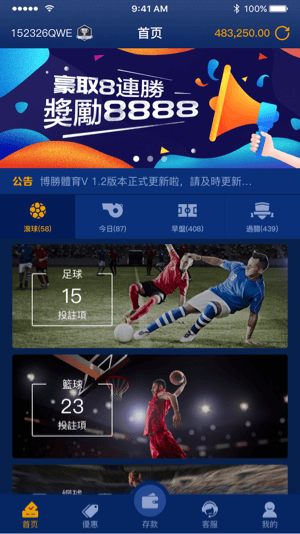 9:41 AM
100%
152326QWE
首页
483,250.00
豪取8連勝
獎勵8888
公告 博勝體育V 1.2版本正式更新啦，請及時更新…
滾球(58)
今日(87)
早盤(408)
過關(439)
足球
15
投註項
籃球
23
投註項
首页
優惠
存款
客服
我的